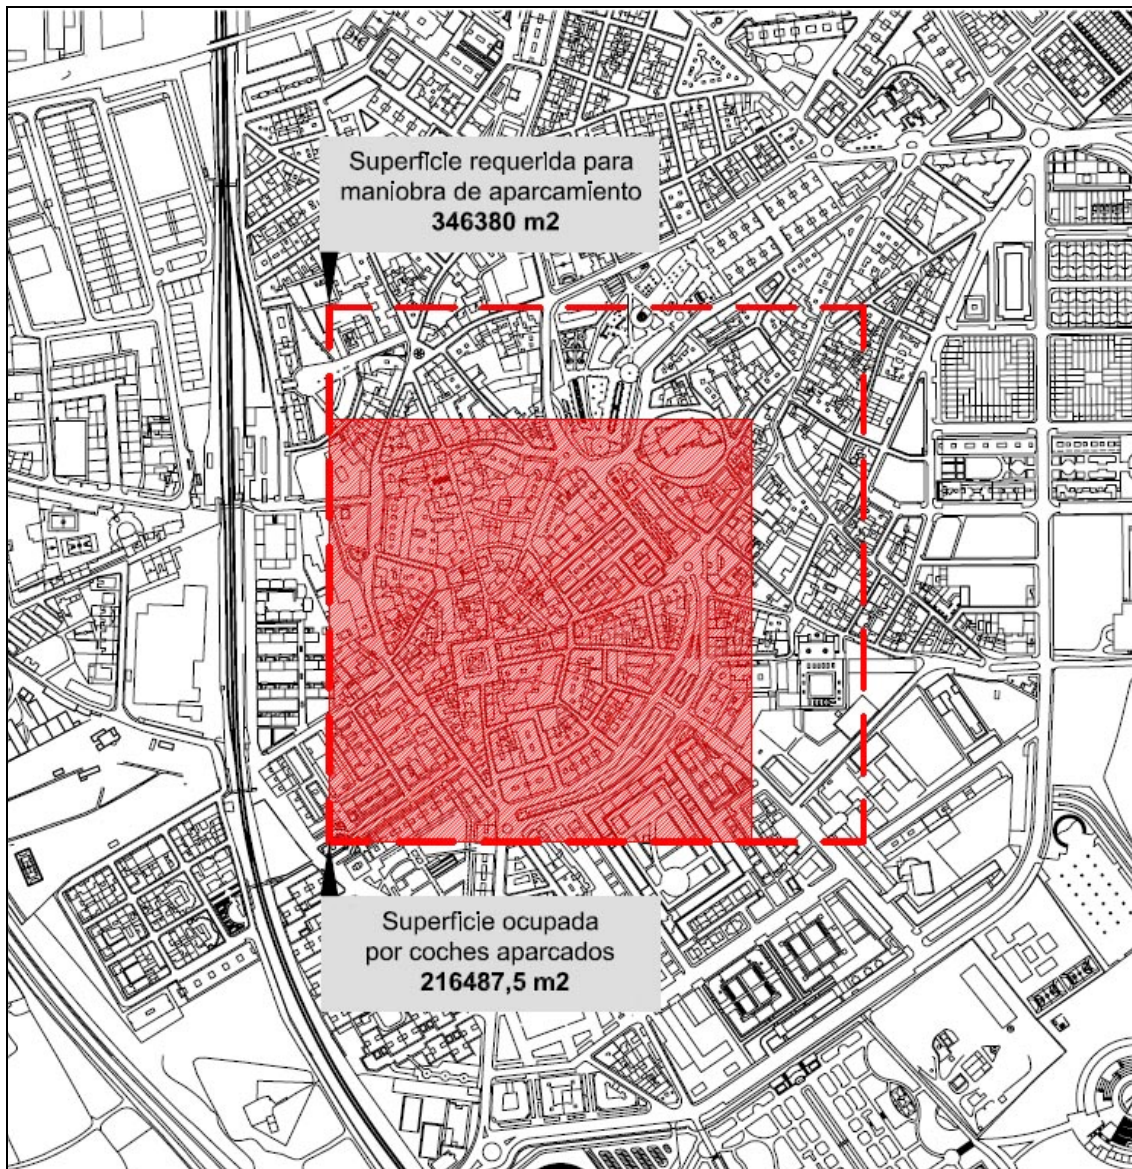 Superficie requerida para
maniobra de aparcamiento
346380 m2
Superficie ocupada
por coches aparcados
216487,5 m2